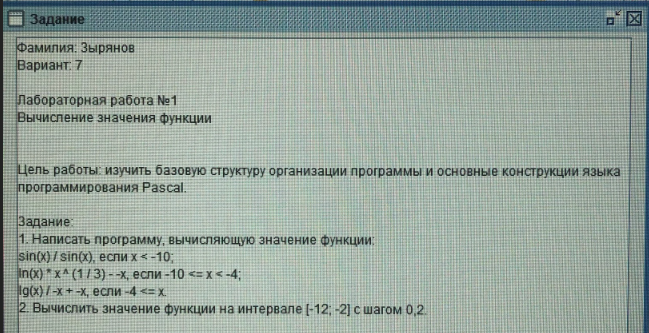 Задание
Фамилия: Зырянов
Вариант: 7
Лабораторная работа №1
Вычисление значения функции
Цель работы: изучить базовую структуру организации программы и основные конструкции языка
программирования Pascal.
Задание:
1. Написать программу, вычисляющую значение функции:
sin(x) / sin(x), если x < -10;
ln(x) * x ^ (1 / 3) - -x, если -10 <= x < -4;
lg(x) / -x + -x, если -4 <= x.
2. Вычислить значение функции на интервале [-12; -2] с шагом 0,2.